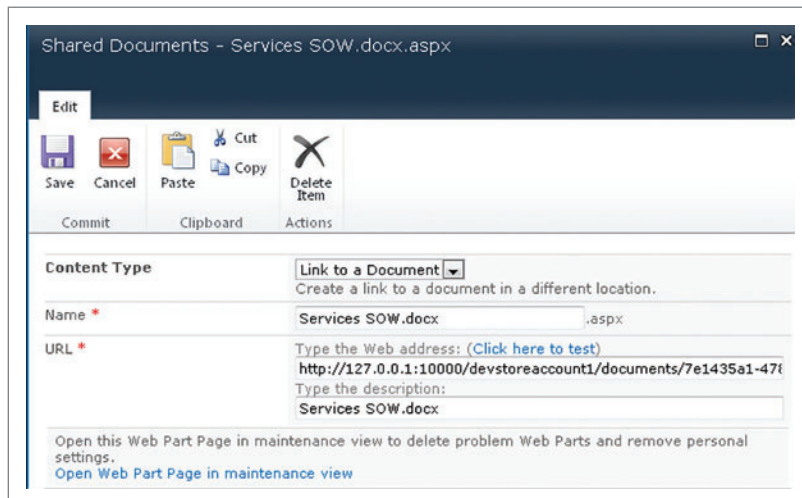 Shared Documents - Services SOW.docx.aspx
Edit
Save
Cancel
Paste
Cut
Copy
Delete
Item
Commit
Clipboard
Actions
Content Type
Link to a Document
Create a link to a document in a different location.
Name *
Services SOW.docx .aspx
URL *
Type the Web address: (Click here to test)
http://127.0.0.1:10000/devstoreaccount1/documents/7e1435a1-478
Type the description:
Services SOW.docx
Open this Web Part Page in maintenance view to delete problem Web Parts and remove personal
settings.
Open Web Part Page in maintenance view